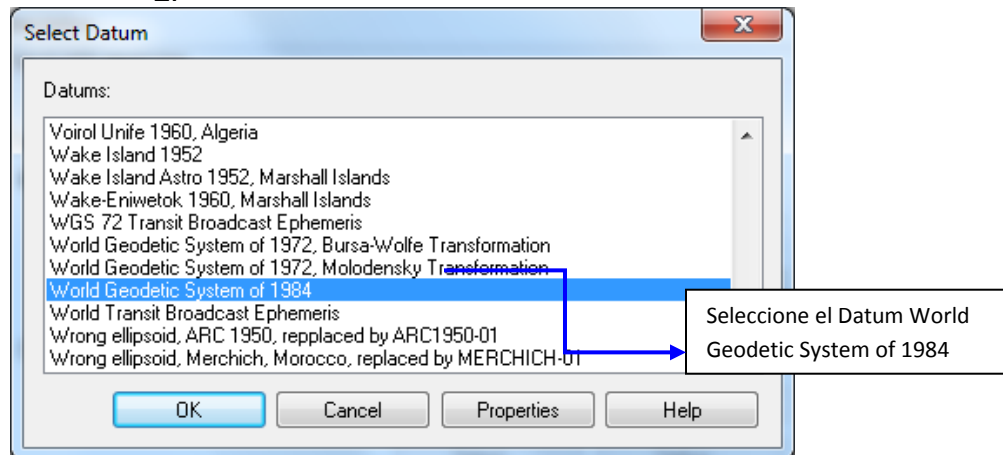 Select Datum
Datums:
Voirol Unife 1960, Algeria
Wake Island 1952
Wake Island Astro 1952, Marshall Islands
Wake-Eniwetok 1960, Marshall Islands
WGS 72 Transit Broadcast Ephemeris
World Geodetic System of 1972, Bursa-Wolfe Transformation
World Geodetic System of 1972, Molodensky Transformation
World Geodetic System of 1984
World Transit Broadcast Ephemeris
Wrong ellipsoid, ARC 1950, repplaced by ARC1950-01
Wrong ellipsoid, Merchich, Morocco, replaced by MERCHICH-01
Seleccione el Datum World
Geodetic System of 1984
OK Cancel Properties Help